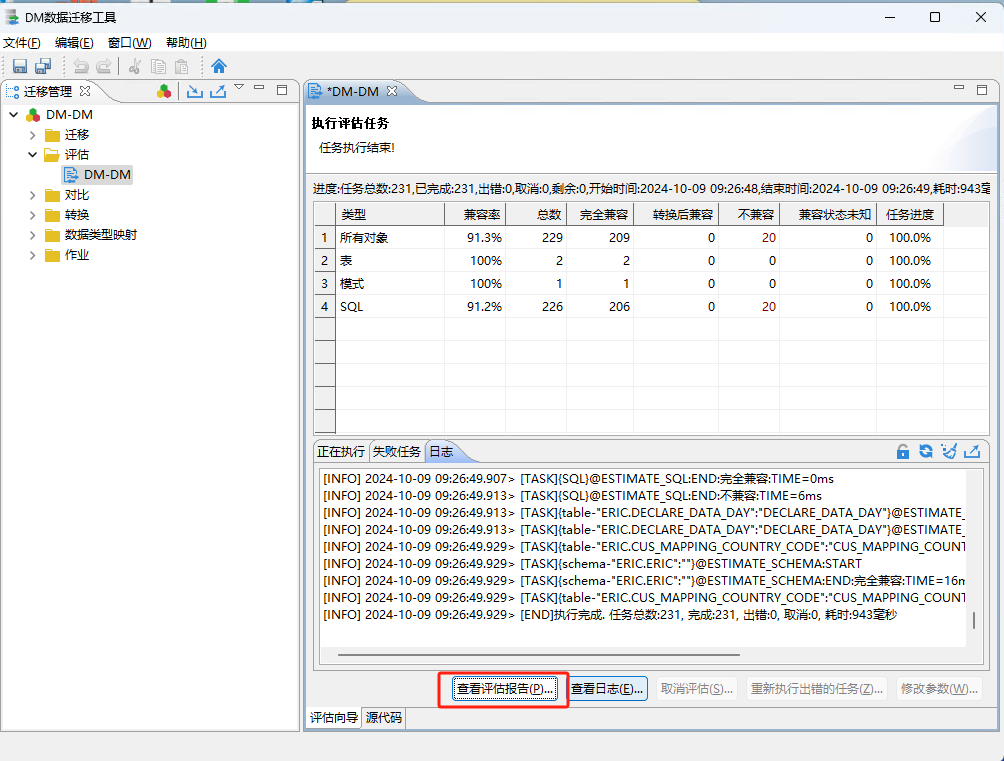 DM数据迁移工具
文件(F) 编辑(E) 窗口(W) 帮助(H)
迁移管理
DM-DM
迁移
评估
DM-DM
对比
转换
数据类型映射
作业
*DM-DM
执行评估任务
任务执行结束!
进度:任务总数:231,已完成:231,出错:0,取消:0,剩余:0,开始时间:2024-10-09 09:26:48,结束时间:2024-10-09 09:26:49,耗时:943毫
类型 兼容率 总数 完全兼容 转换后兼容 不兼容 兼容状态未知 任务进度
1 所有对象 91.3% 229 209 0 20 0 100.0%
2 表 100% 2 2 0 0 0 100.0%
3 模式 100% 1 1 0 0 0 100.0%
4 SQL 91.2% 226 206 0 20 0 100.0%
正在执行 失败任务 日志
[INFO] 2024-10-09 09:26:49.907> [TASK]{SQL}@ESTIMATE_SQL:END:完全兼容:TIME=0ms
[INFO] 2024-10-09 09:26:49.913> [TASK]{SQL}@ESTIMATE_SQL:END:不兼容:TIME=6ms
[INFO] 2024-10-09 09:26:49.913> [TASK]{table-"ERIC.DECLARE_DATA_DAY":"DECLARE_DATA_DAY"}@ESTIMATE_
[INFO] 2024-10-09 09:26:49.913> [TASK]{table-"ERIC.DECLARE_DATA_DAY":"DECLARE_DATA_DAY"}@ESTIMATE_
[INFO] 2024-10-09 09:26:49.929> [TASK]{table-"ERIC.CUS_MAPPING_COUNTRY_CODE":"CUS_MAPPING_COUNT
[INFO] 2024-10-09 09:26:49.929> [TASK]{schema-"ERIC.ERIC":""}@ESTIMATE_SCHEMA:START
[INFO] 2024-10-09 09:26:49.929> [TASK]{schema-"ERIC.ERIC":""}@ESTIMATE_SCHEMA:END:完全兼容:TIME=16m
[INFO] 2024-10-09 09:26:49.929> [TASK]{table-"ERIC.CUS_MAPPING_COUNTRY_CODE":"CUS_MAPPING_COUNT
[INFO] 2024-10-09 09:26:49.929> [END]执行完成. 任务总数:231, 完成:231, 出错:0, 取消:0, 耗时:943毫秒
查看评估报告(P)... 查看日志(E)... 取消评估(S)... 重新执行出错的任务(Z)... 修改参数(W)...
评估向导 源代码